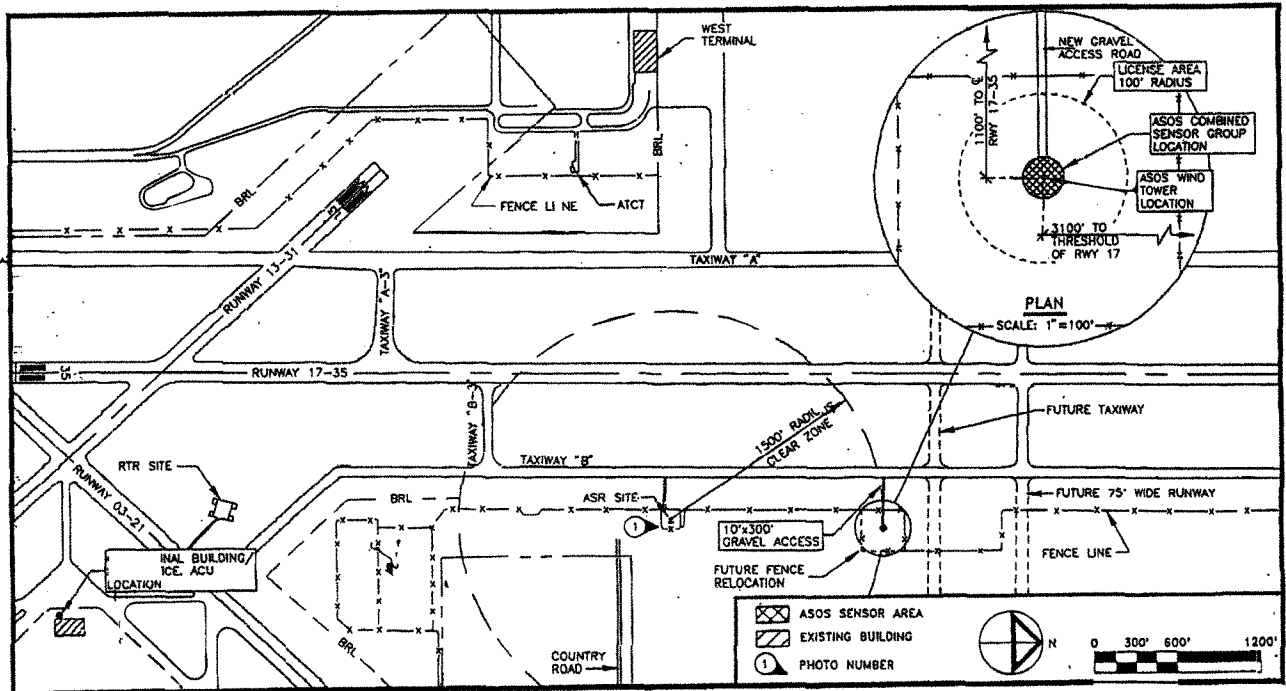 WEST
TERMINAL
BRL
FENCE LI NE
ATCT
BRL
RUNWAY 13-31
TAXIWAY "A"
TAXIWAY "A-3"
NEW GRAVEL
ACCESS ROAD
LICENSE AREA
100' RADIUS
1100' TO ℄
RWY 17-35
ASOS COMBINED
SENSOR GROUP
LOCATION
ASOS WIND
TOWER
LOCATION
3100' TO
THRESHOLD
OF RWY 17
PLAN
SCALE: 1"=100'
35
RUNWAY 17-35
TAXIWAY "B-3"
1500' RADIUS
CLEAR ZONE
FUTURE TAXIWAY
RTR SITE
RUNWAY 03-21
TAXIWAY "B"
BRL
ASR SITE
1
10'x300'
GRAVEL ACCESS
FUTURE 75' WIDE RUNWAY
FENCE LINE
FUTURE FENCE
RELOCATION
INAL BUILDING
ICE, ACU
LOCATION
BRL
COUNTRY
ROAD
ASOS SENSOR AREA
EXISTING BUILDING
1 PHOTO NUMBER
N
0 300' 600' 1200'